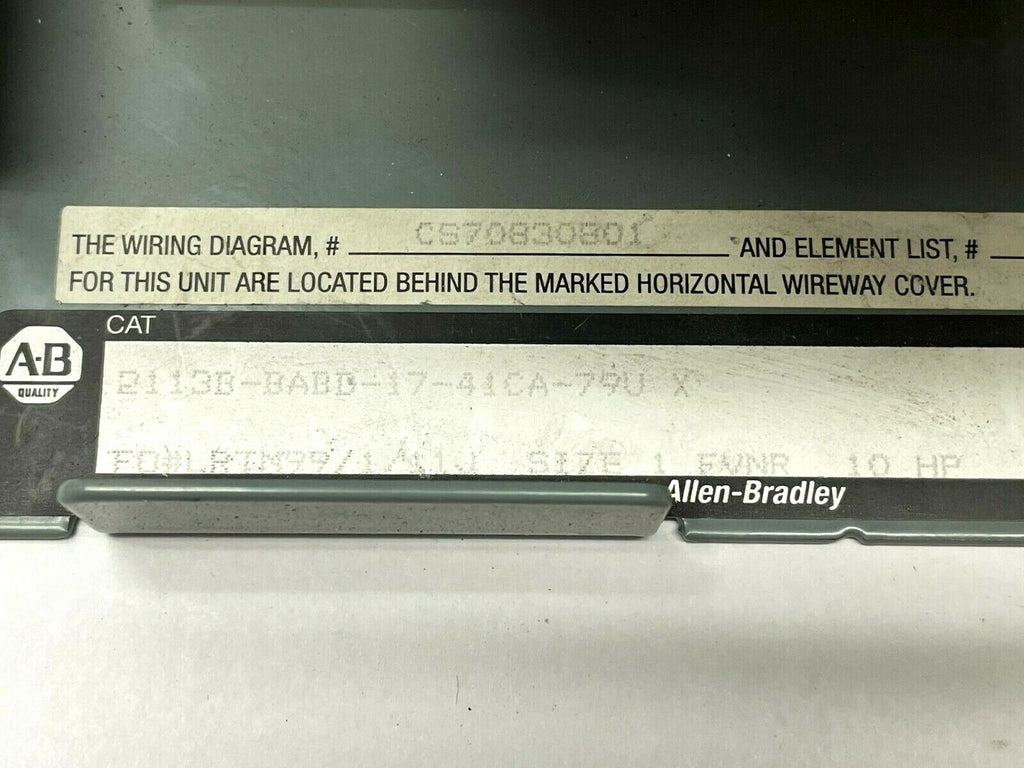 CS70830801
THE WIRING DIAGRAM, # AND ELEMENT LIST, #
FOR THIS UNIT ARE LOCATED BEHIND THE MARKED HORIZONTAL WIREWAY COVER.
CAT
A-B
QUALITY
2113B-BABD-17-41CA-79U X
SIZE 1 FVNR 10 HP
Allen-Bradley